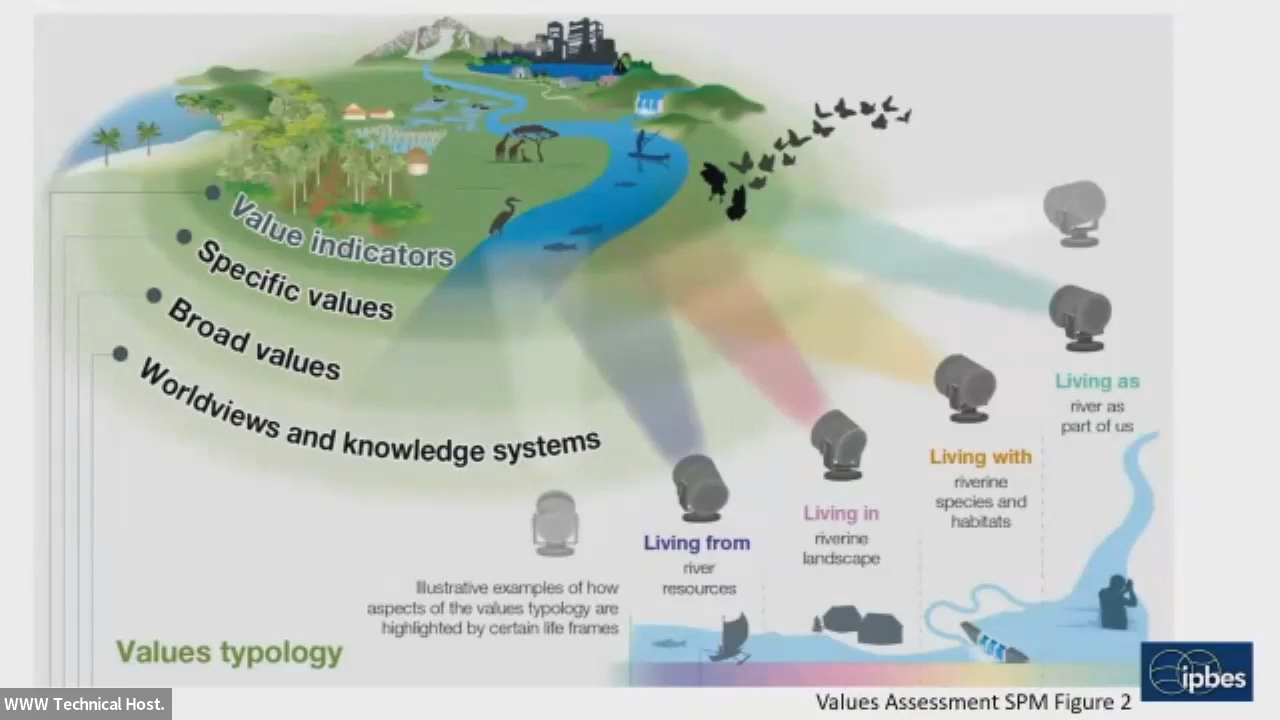 Value indicators
Specific values
Broad values
Worldviews and knowledge systems
Living as
river as
part of us
Living with
riverine
species and
habitats
Living in
riverine
landscape
Living from
river
resources
Illustrative examples of how
aspects of the values typology are
highlighted by certain life frames
Values typology
ipbes
Values Assessment SPM Figure 2
WWW Technical Host.